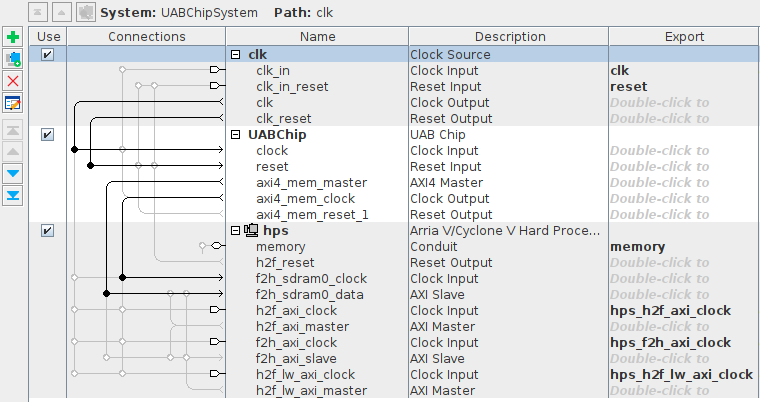 System: UABChipSystem Path: clk
Use Connections Name Description Export
clk Clock Source
clk_in Clock Input clk
clk_in_reset Reset Input reset
clk Clock Output Double-click to
clk_reset Reset Output Double-click to
UABChip UAB Chip
clock Clock Input Double-click to
reset Reset Input Double-click to
axi4_mem_master AXI4 Master Double-click to
axi4_mem_clock Clock Output Double-click to
axi4_mem_reset_1 Reset Output Double-click to
hps Arria V/Cyclone V Hard Proce...
memory Conduit memory
h2f_reset Reset Output Double-click to
f2h_sdram0_clock Clock Input Double-click to
f2h_sdram0_data AXI Slave Double-click to
h2f_axi_clock Clock Input hps_h2f_axi_clock
h2f_axi_master AXI Master Double-click to
f2h_axi_clock Clock Input hps_f2h_axi_clock
f2h_axi_slave AXI Slave Double-click to
h2f_lw_axi_clock Clock Input hps_h2f_lw_axi_clock
h2f_lw_axi_master AXI Master Double-click to